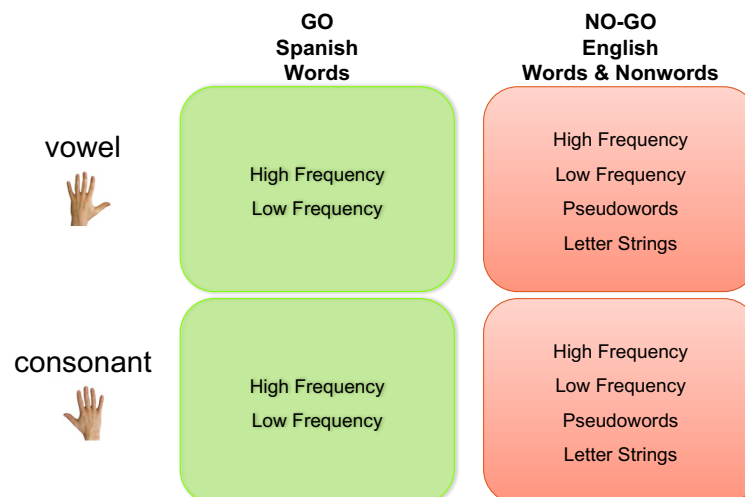 GO
Spanish
Words
NO-GO
English
Words & Nonwords
vowel
High Frequency
Low Frequency
High Frequency
Low Frequency
Pseudowords
Letter Strings
consonant
High Frequency
Low Frequency
High Frequency
Low Frequency
Pseudowords
Letter Strings